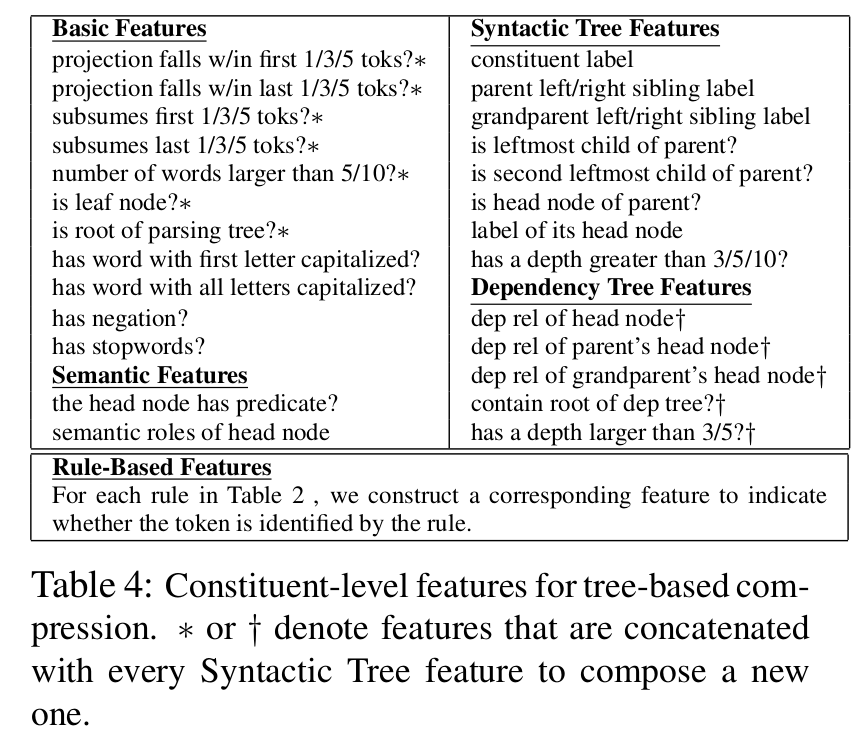 Basic Features
projection falls w/in first 1/3/5 toks?∗
projection falls w/in last 1/3/5 toks?∗
subsumes first 1/3/5 toks?∗
subsumes last 1/3/5 toks?∗
number of words larger than 5/10?∗
is leaf node?∗
is root of parsing tree?∗
has word with first letter capitalized?
has word with all letters capitalized?
has negation?
has stopwords?
Semantic Features
the head node has predicate?
semantic roles of head node
Syntactic Tree Features
constituent label
parent left/right sibling label
grandparent left/right sibling label
is leftmost child of parent?
is second leftmost child of parent?
is head node of parent?
label of its head node
has a depth greater than 3/5/10?
Dependency Tree Features
dep rel of head node†
dep rel of parent's head node†
dep rel of grandparent's head node†
contain root of dep tree?†
has a depth larger than 3/5?†
Rule-Based Features
For each rule in Table 2 , we construct a corresponding feature to indicate
whether the token is identified by the rule.
Table 4: Constituent-level features for tree-based com-
pression. ∗ or † denote features that are concatenated
with every Syntactic Tree feature to compose a new
one.